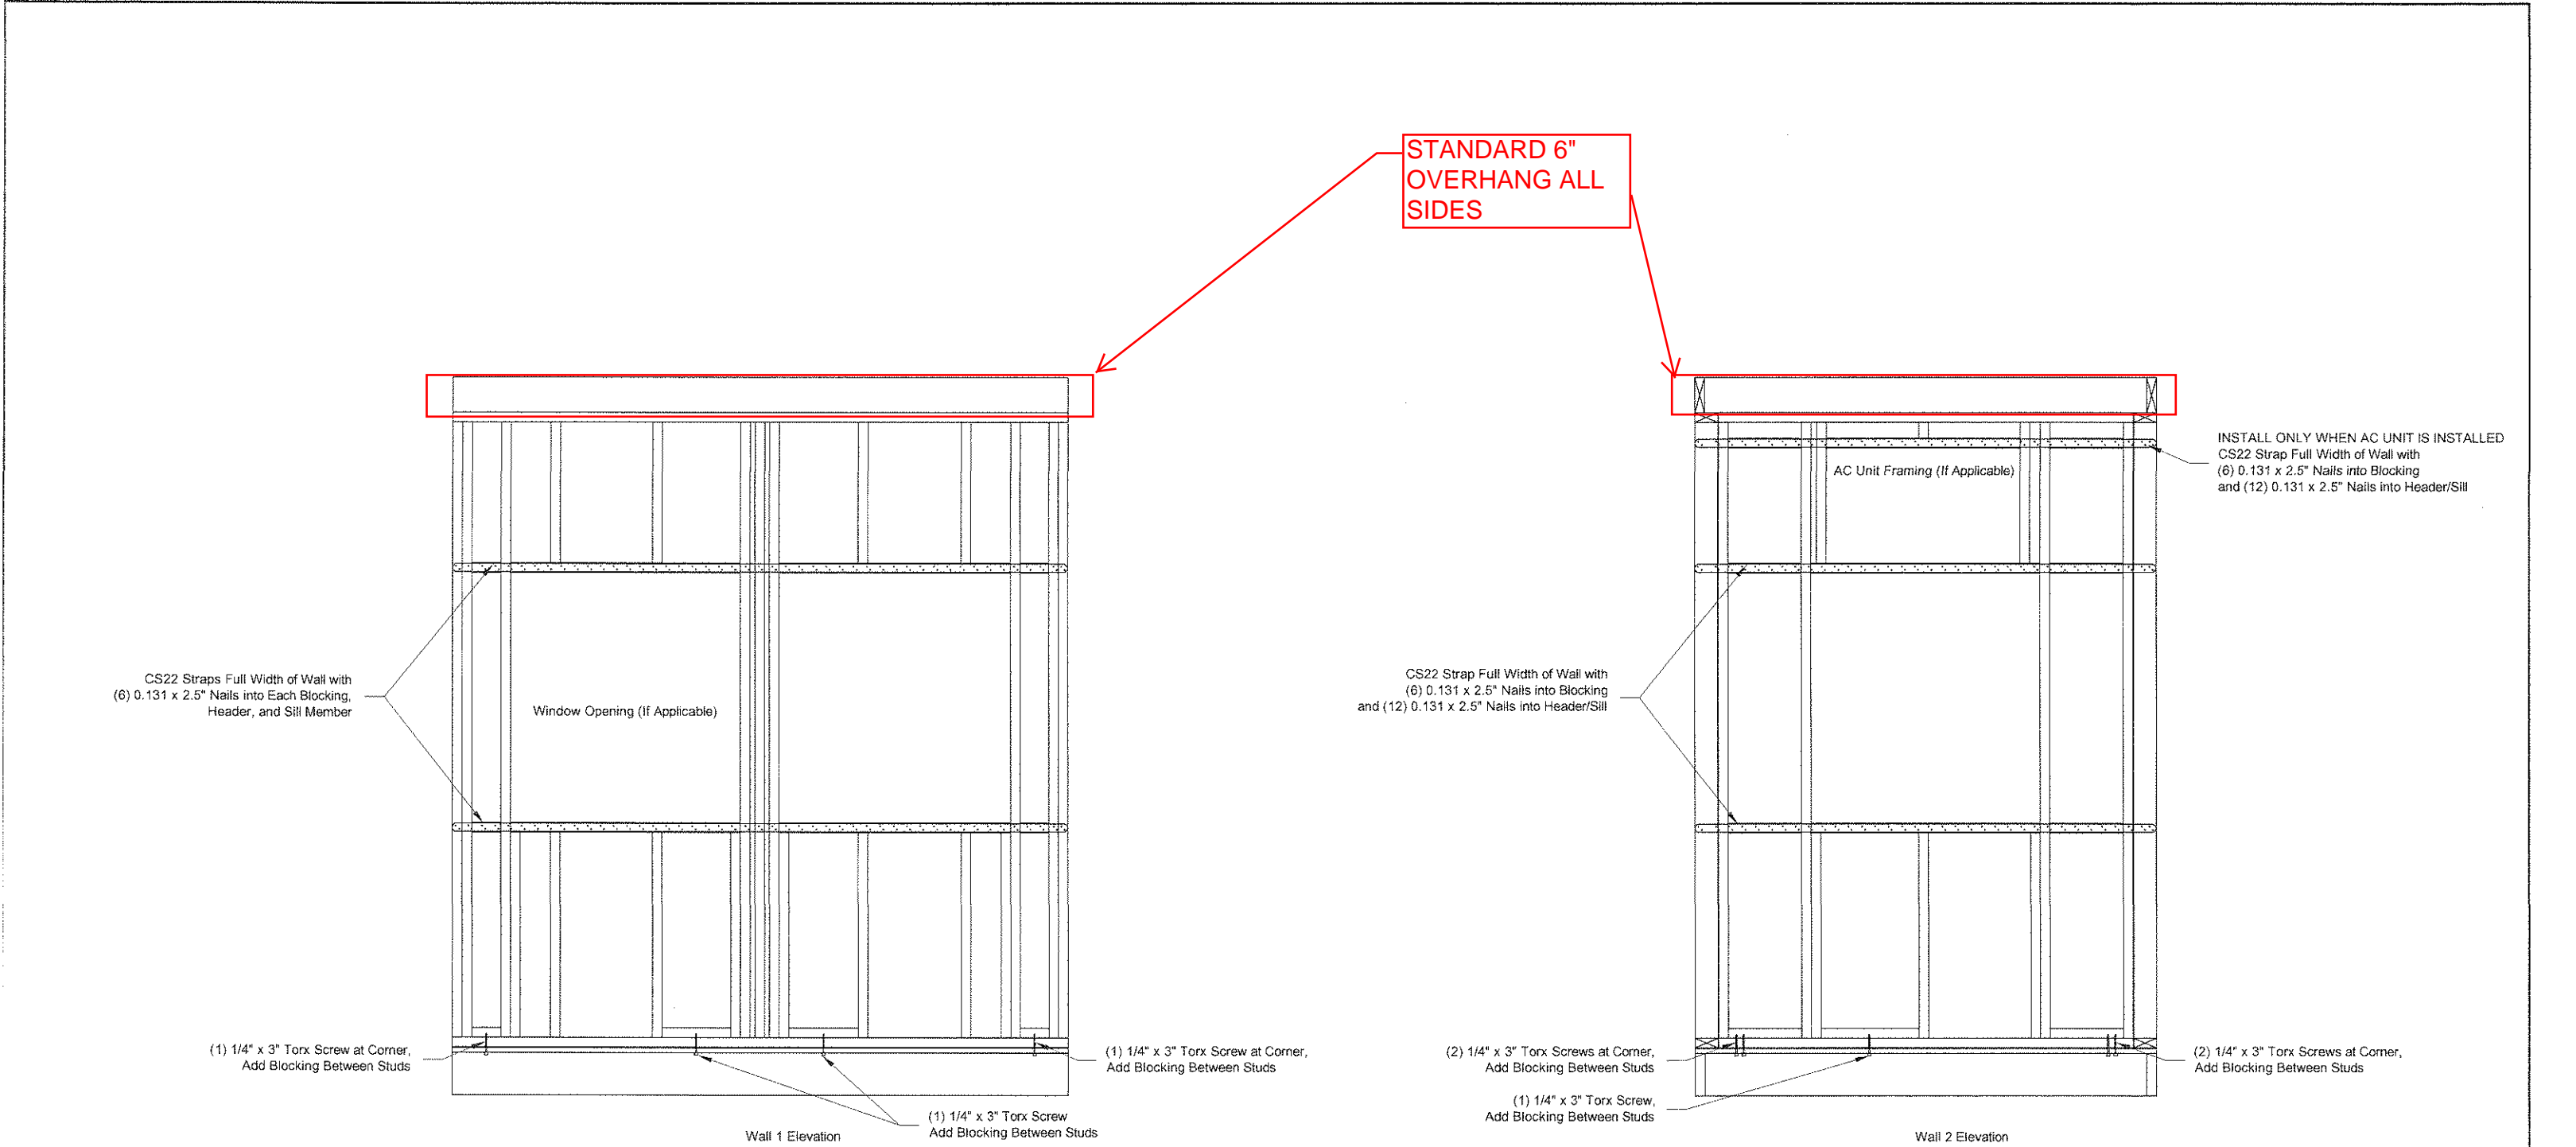 STANDARD 6"
OVERHANG ALL
SIDES
INSTALL ONLY WHEN AC UNIT IS INSTALLED
CS22 Strap Full Width of Wall with
(6) 0.131 x 2.5" Nails into Blocking
and (12) 0.131 x 2.5" Nails into Header/Sill
AC Unit Framing (If Applicable)
CS22 Straps Full Width of Wall with
(6) 0.131 x 2.5" Nails into Each Blocking,
Header, and Sill Member
Window Opening (If Applicable)
CS22 Strap Full Width of Wall with
(6) 0.131 x 2.5" Nails into Blocking
and (12) 0.131 x 2.5" Nails into Header/Sill
(1) 1/4" x 3" Torx Screw at Corner,
Add Blocking Between Studs
(1) 1/4" x 3" Torx Screw at Corner,
Add Blocking Between Studs
(1) 1/4" x 3" Torx Screw
Add Blocking Between Studs
Wall 1 Elevation
(2) 1/4" x 3" Torx Screws at Corner,
Add Blocking Between Studs
(1) 1/4" x 3" Torx Screw,
Add Blocking Between Studs
(2) 1/4" x 3" Torx Screws at Corner,
Add Blocking Between Studs
Wall 2 Elevation